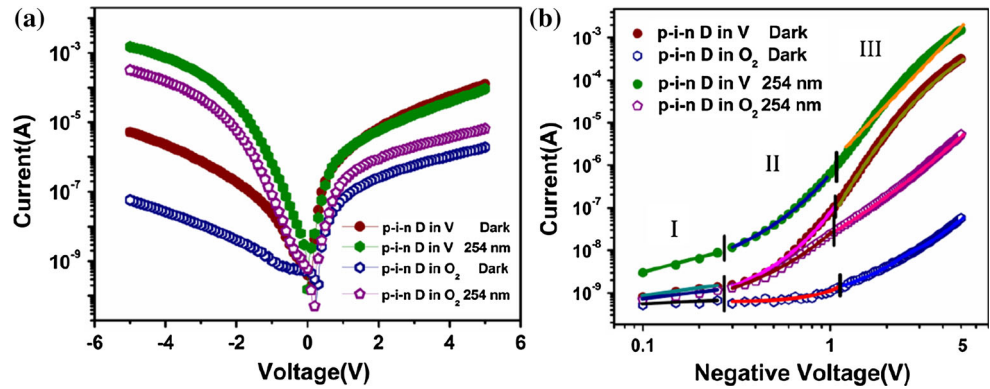 (a)
Current(A)
10⁻³
10⁻⁵
10⁻⁷
10⁻⁹
-6 -4 -2 0 2 4 6
Voltage(V)
p-i-n D in V Dark
p-i-n D in V 254 nm
p-i-n D in O₂ Dark
p-i-n D in O₂ 254 nm
(b)
Current(A)
10⁻²
10⁻³
10⁻⁴
10⁻⁵
10⁻⁶
10⁻⁷
10⁻⁸
10⁻⁹
0.1 1 5
Negative Voltage(V)
p-i-n D in V Dark
p-i-n D in O₂ Dark
p-i-n D in V 254 nm
p-i-n D in O₂ 254 nm
I
II
III